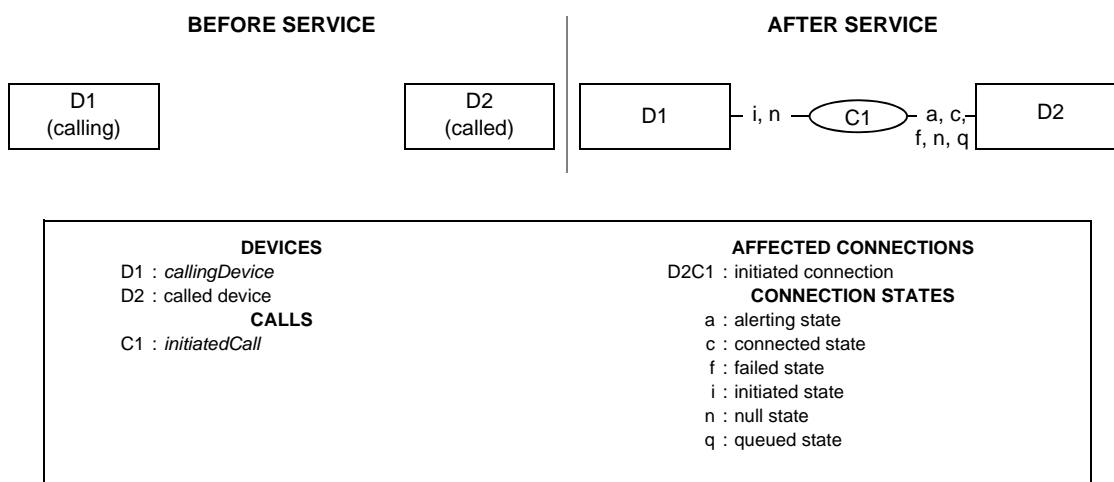 BEFORE SERVICE
AFTER SERVICE
D1
(calling)
D2
(called)
D1
i, n
C1
a, c,
f, n, q
D2
DEVICES
D1 : callingDevice
D2 : called device
CALLS
C1 : initiatedCall
AFFECTED CONNECTIONS
D2C1 : initiated connection
CONNECTION STATES
a : alerting state
c : connected state
f : failed state
i : initiated state
n : null state
q : queued state